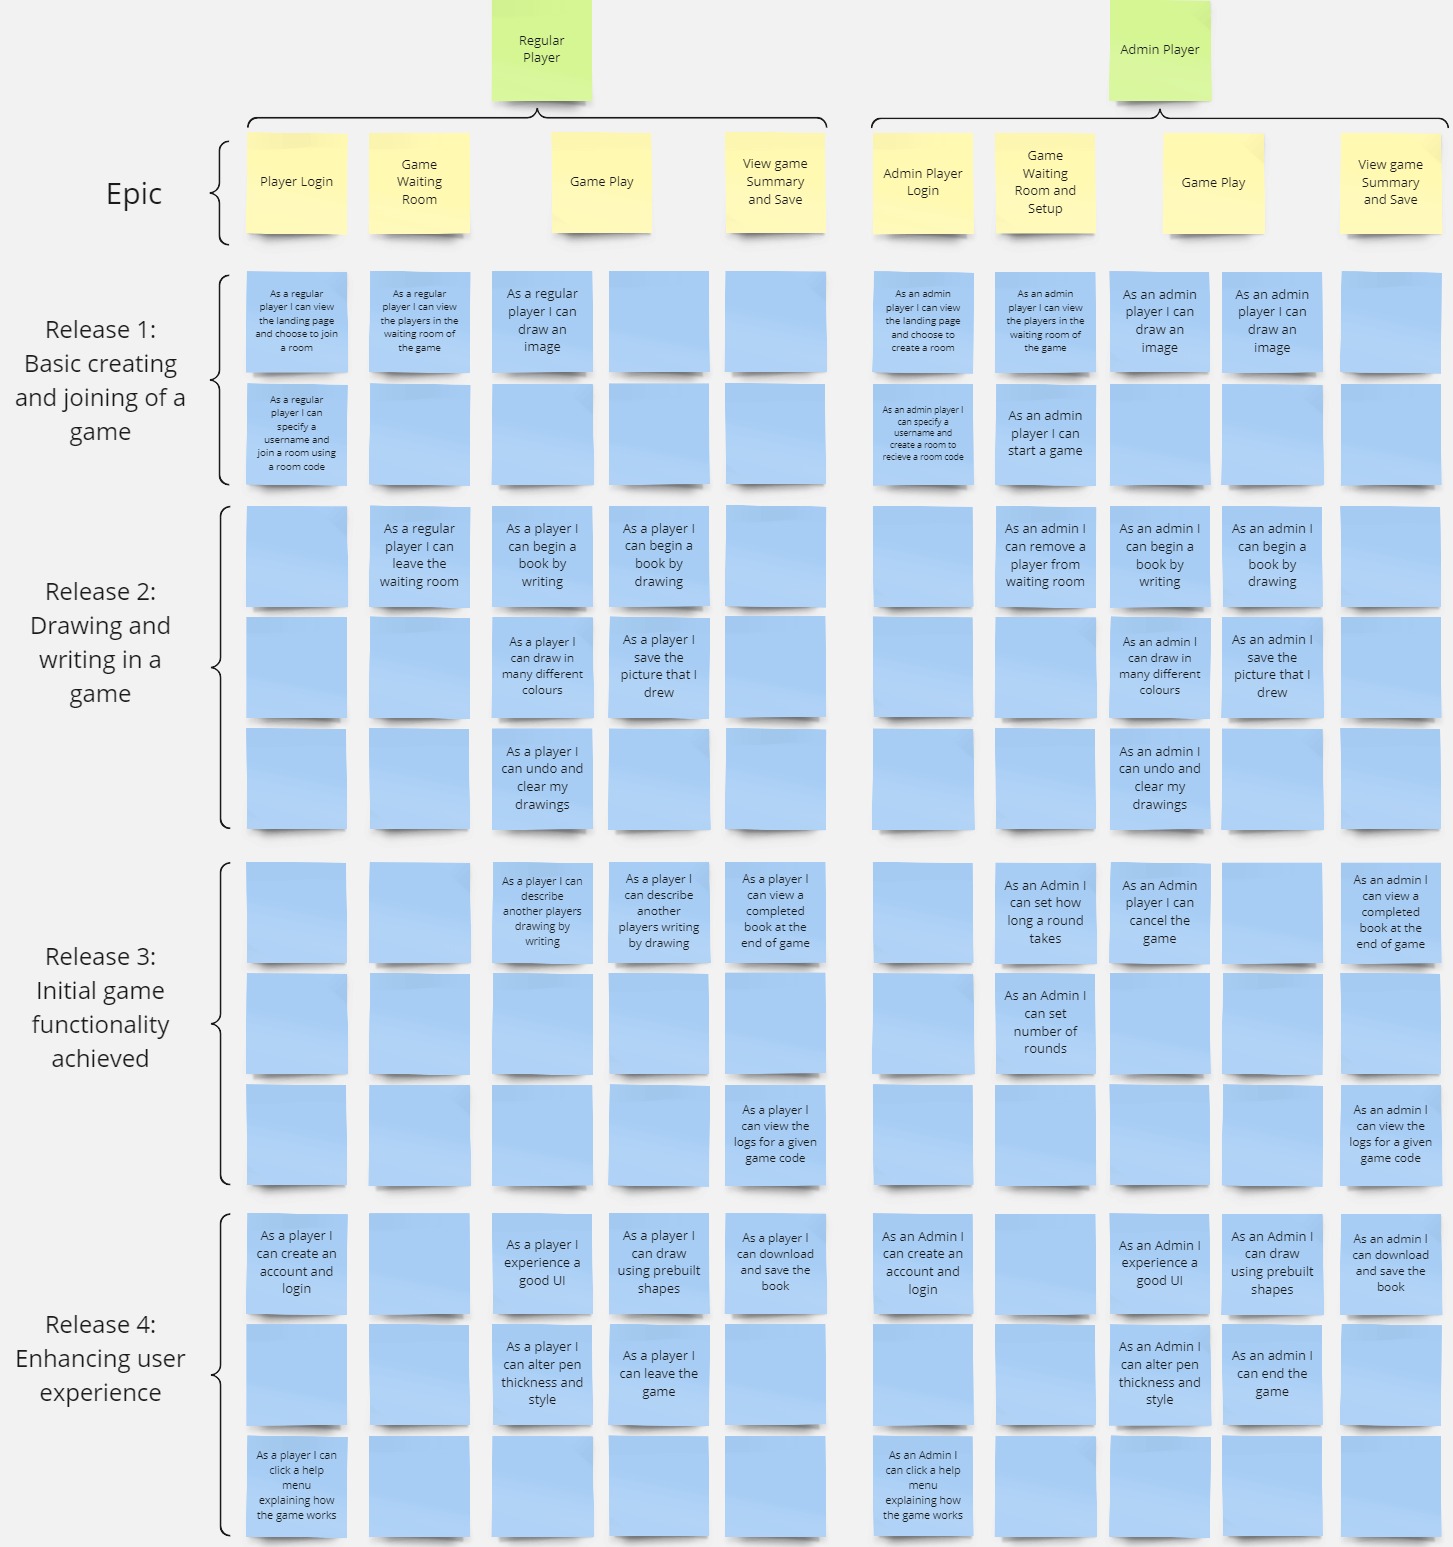 Regular
Player
Admin Player
Epic
Player Login
Game
Waiting
Room
Game Play
View game
Summary
and Save
Admin Player
Login
Game
Waiting
Room and
Setup
Game Play
View game
Summary
and Save
Release 1:
Basic creating
and joining of a
game
As a regular
player I can view
the landing page
and choose to join
a room
As a regular
player I can view
the players in the
waiting room of
the game
As a regular
player I can
draw an
image
As an admin
player I can view
the landing page
and choose to
create a room
As an admin
player I can view
the players in the
waiting room of
the game
As an admin
player I can
draw an
image
As an admin
player I can
draw an
image
As a regular
player I can
specify a
username and
join a room using
a room code
As an admin player I
can specify a
username and
create a room to
recieve a room code
As an admin
player I can
start a game
Release 2:
Drawing and
writing in a
game
As a regular
player I can
leave the
waiting room
As a player I
can begin a
book by
writing
As a player I
can begin a
book by
drawing
As an admin I
can remove a
player from
waiting room
As an admin I
can begin a
book by
writing
As an admin I
can begin a
book by
drawing
As a player I
can draw in
many different
colours
As a player I
save the
picture that I
drew
As an admin I
can draw in
many different
colours
As an admin I
save the
picture that I
drew
As a player I
can undo and
clear my
drawings
As an admin I
can undo and
clear my
drawings
Release 3:
Initial game
functionality
achieved
As a player I can
describe
another players
drawing by
writing
As a player I
can describe
another
players writing
by drawing
As a player I
can view a
completed
book at the
end of game
As an Admin I
can set how
long a round
takes
As an Admin
player I can
cancel the
game
As an admin I
can view a
completed
book at the
end of game
As an Admin I
can set
number of
rounds
As a player I
can view the
logs for a given
game code
As an admin I
can view the
logs for a given
game code
Release 4:
Enhancing user
experience
As a player I
can create an
account and
login
As a player I
experience a
good UI
As a player I
can draw
using prebuilt
shapes
As a player I
can download
and save the
book
As an Admin I
can create an
account and
login
As an Admin I
experience a
good UI
As an Admin I
can draw
using prebuilt
shapes
As an admin I
can download
and save the
book
As a player I
can alter pen
thickness and
style
As a player I
can leave the
game
As an Admin I
can alter pen
thickness and
style
As an admin I
can end the
game
As a player I can
click a help
menu
explaining how
the game works
As an Admin I
can click a help
menu
explaining how
the game works